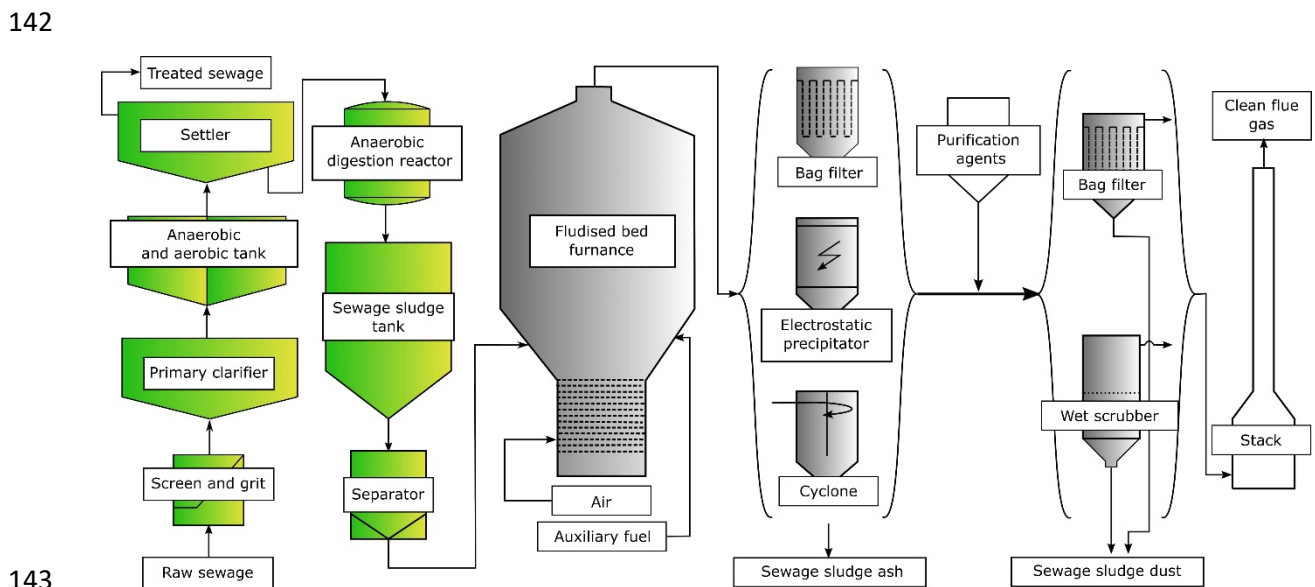 142
Treated sewage
Settler
Anaerobic
and aerobic tank
Primary clarifier
Screen and grit
Raw sewage
Anaerobic
digestion reactor
Sewage sludge
tank
Separator
Fludised bed
furnance
Air
Auxiliary fuel
Bag filter
Electrostatic
precipitator
Cyclone
Sewage sludge ash
Purification
agents
Bag filter
Wet scrubber
Sewage sludge dust
Clean flue
gas
Stack
143